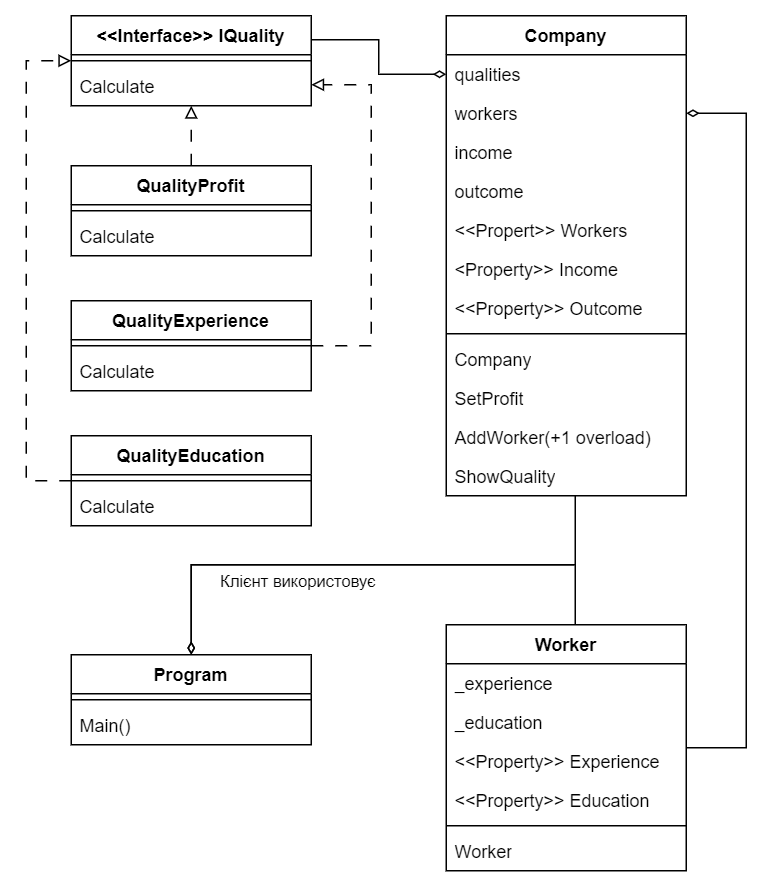 <<Interface>> IQuality
Calculate
QualityProfit
Calculate
QualityExperience
Calculate
QualityEducation
Calculate
Company
qualities
workers
income
outcome
<<Propert>> Workers
<Property>> Income
<<Property>> Outcome
Company
SetProfit
AddWorker(+1 overload)
ShowQuality
Клієнт використовує
Program
Main()
Worker
_experience
_education
<<Property>> Experience
<<Property>> Education
Worker